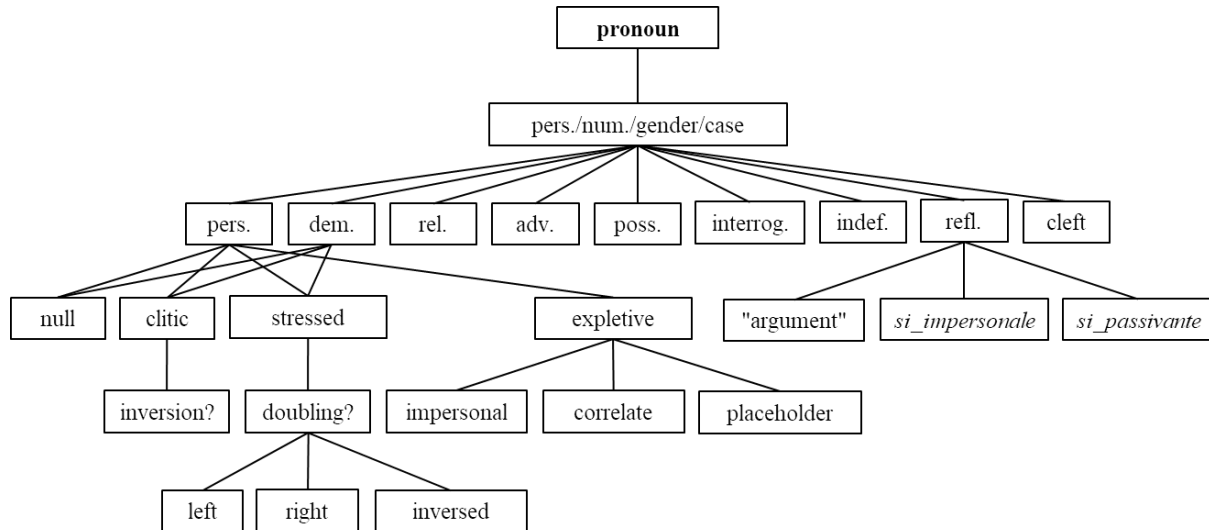 pronoun
pers./num./gender/case
pers.
dem.
rel.
adv.
poss.
interrog.
indef.
refl.
cleft
null
clitic
stressed
expletive
"argument"
si_impersonale
si_passivante
inversion?
doubling?
impersonal
correlate
placeholder
left
right
inversed